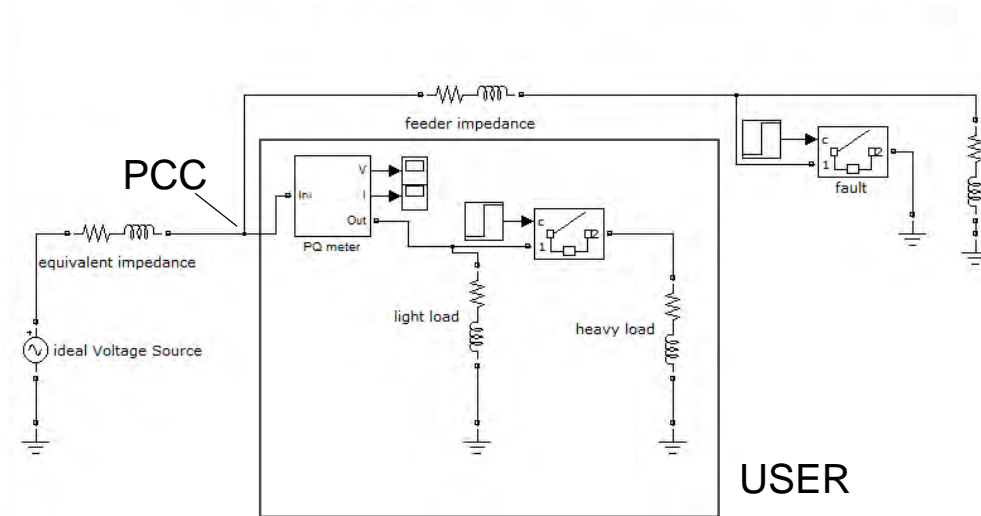 feeder impedance
PCC
In1
V
I
Out
PQ meter
c
1
2
fault
c
1
2
equivalent impedance
light load
heavy load
ideal Voltage Source
+
USER